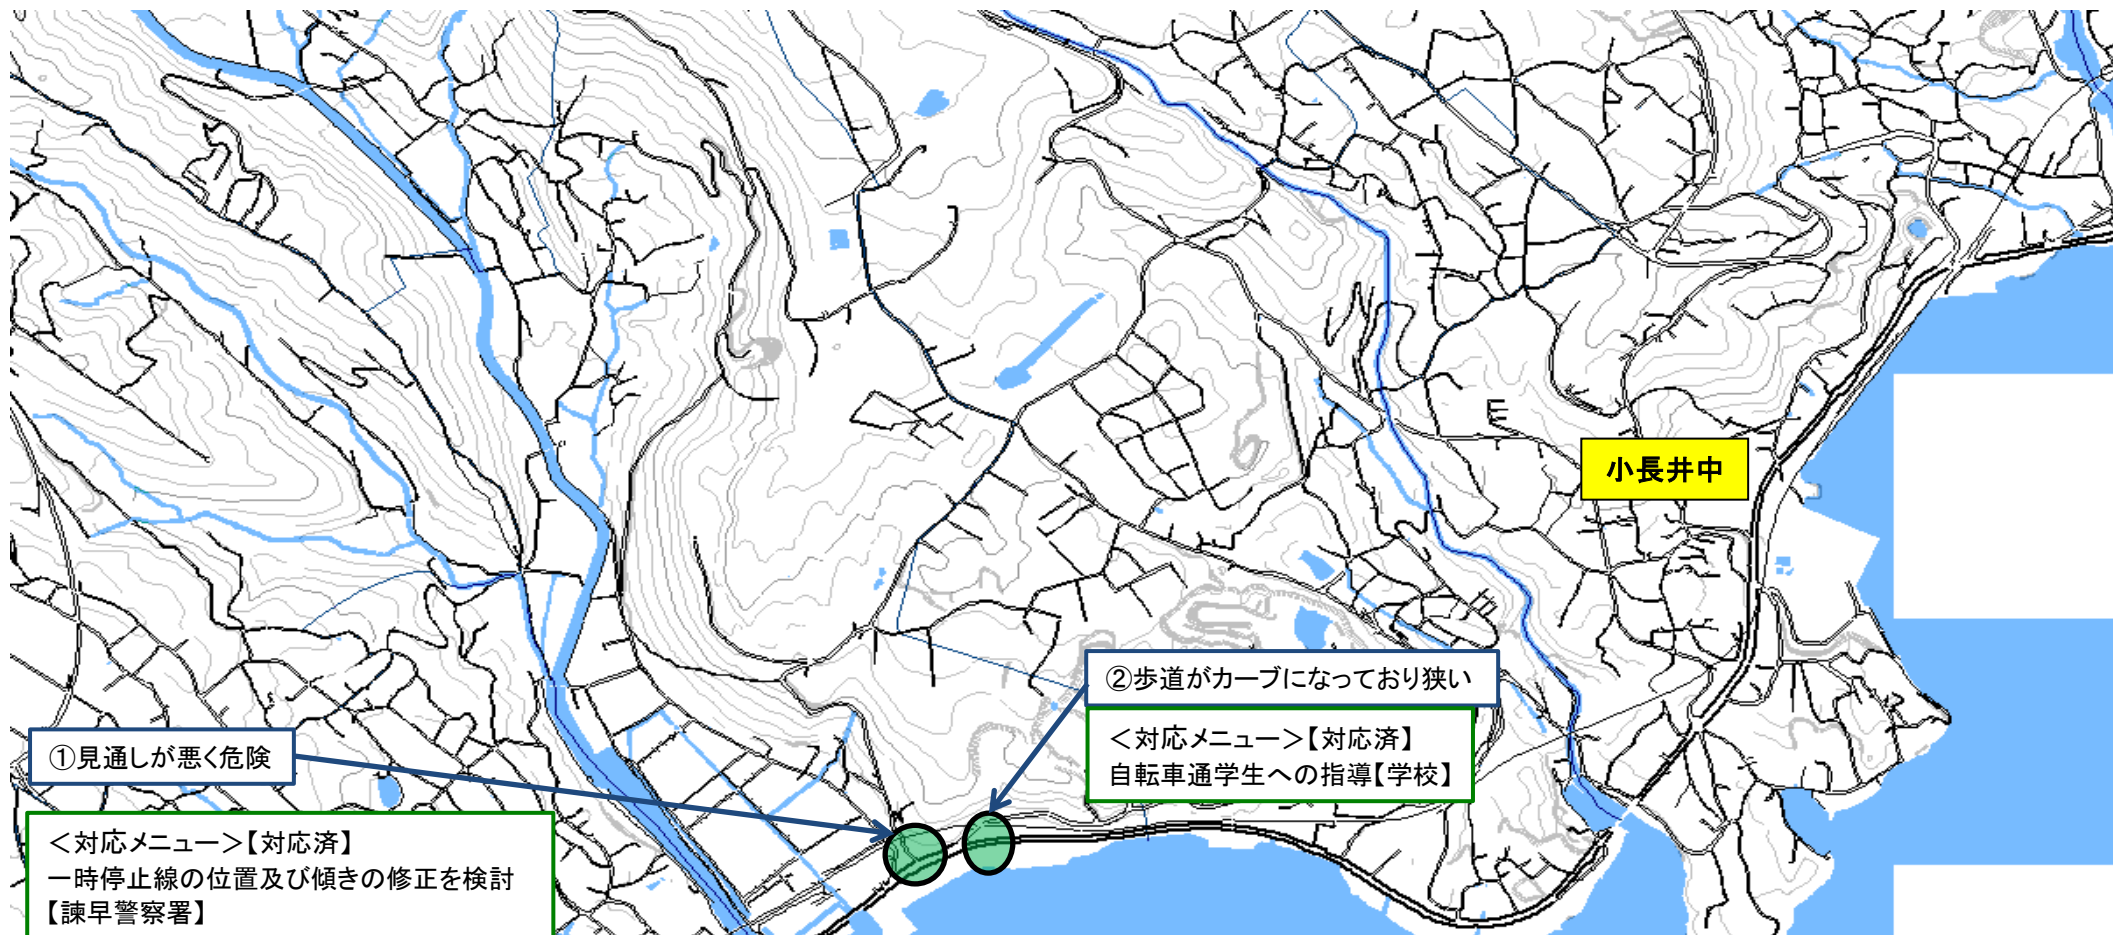 小長井中
②歩道がカーブになっており狭い
＜対応メニュー＞【対応済】
自転車通学生への指導【学校】
①見通しが悪く危険
＜対応メニュー＞【対応済】
一時停止線の位置及び傾きの修正を検討
【諫早警察署】